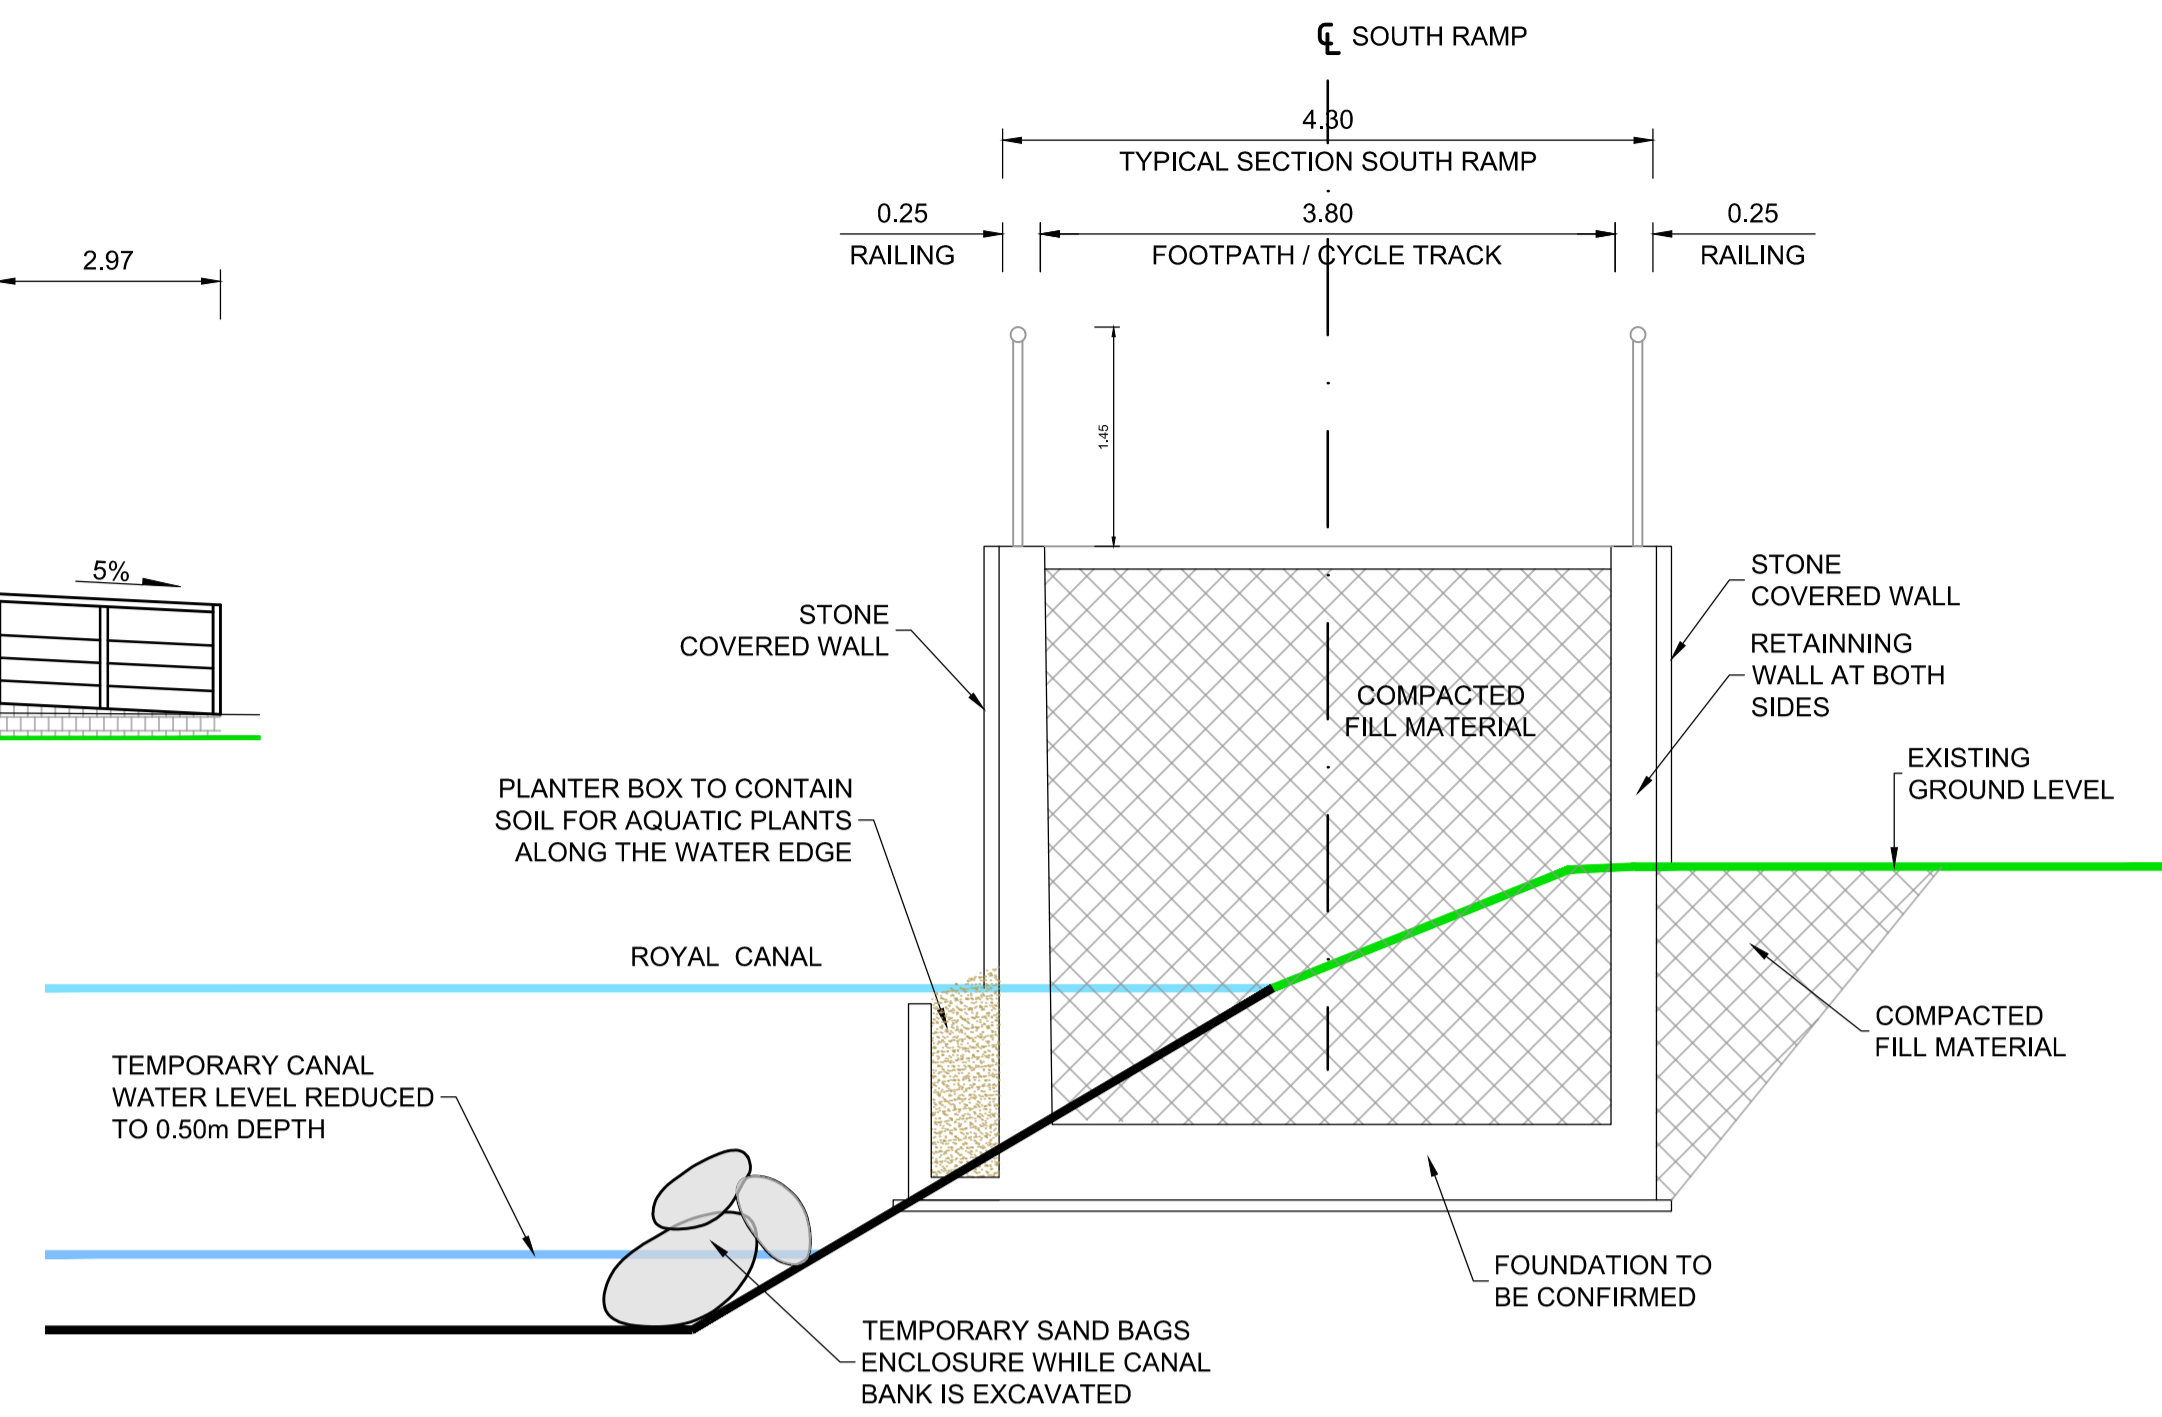 ℄ SOUTH RAMP
4.30
TYPICAL SECTION SOUTH RAMP
0.25
RAILING
3.80
FOOTPATH / CYCLE TRACK
0.25
RAILING
2.97
1.45
5%
STONE
COVERED WALL
STONE
COVERED WALL
RETAINNING
WALL AT BOTH
SIDES
COMPACTED
FILL MATERIAL
EXISTING
GROUND LEVEL
PLANTER BOX TO CONTAIN
SOIL FOR AQUATIC PLANTS
ALONG THE WATER EDGE
ROYAL CANAL
COMPACTED
FILL MATERIAL
TEMPORARY CANAL
WATER LEVEL REDUCED
TO 0.50m DEPTH
FOUNDATION TO
BE CONFIRMED
TEMPORARY SAND BAGS
ENCLOSURE WHILE CANAL
BANK IS EXCAVATED